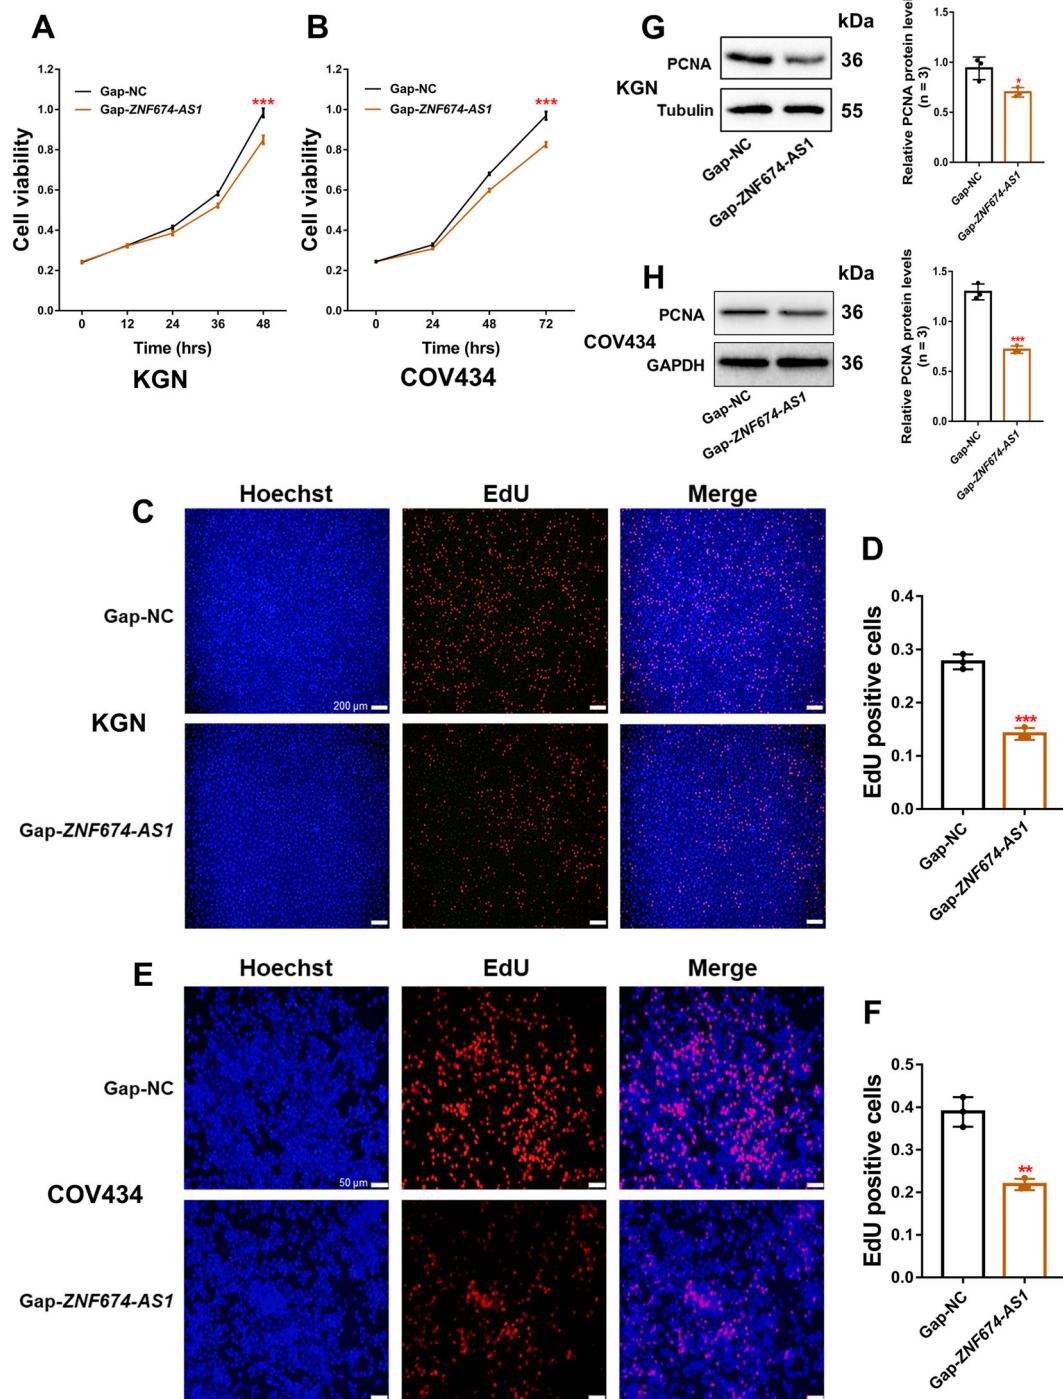 A
Cell viability
1.2
1.0
0.8
0.6
0.4
0.2
0.0
Gap-NC
Gap-ZNF674-AS1
***
0 12 24 36 48
Time (hrs)
KGN
B
Cell viability
1.2
1.0
0.8
0.6
0.4
0.2
0.0
Gap-NC
Gap-ZNF674-AS1
***
0 24 48 72
Time (hrs)
COV434
G
kDa
KGN
PCNA 36
Tubulin 55
Gap-NC
Gap-ZNF674-AS1
Relative PCNA protein levels
(n = 3)
1.5
1.0
0.5
0.0
*
Gap-NC
Gap-ZNF674-AS1
H
kDa
COV434
PCNA 36
GAPDH 36
Gap-NC
Gap-ZNF674-AS1
Relative PCNA protein levels
(n = 3)
1.5
1.0
0.5
0.0
***
Gap-NC
Gap-ZNF674-AS1
C
Hoechst EdU Merge
Gap-NC
200 µm
KGN
Gap-ZNF674-AS1
D
EdU positive cells
0.4
0.3
0.2
0.1
0.0
***
Gap-NC
Gap-ZNF674-AS1
E
Hoechst EdU Merge
Gap-NC
50 µm
COV434
Gap-ZNF674-AS1
F
EdU positive cells
0.5
0.4
0.3
0.2
0.1
0.0
**
Gap-NC
Gap-ZNF674-AS1